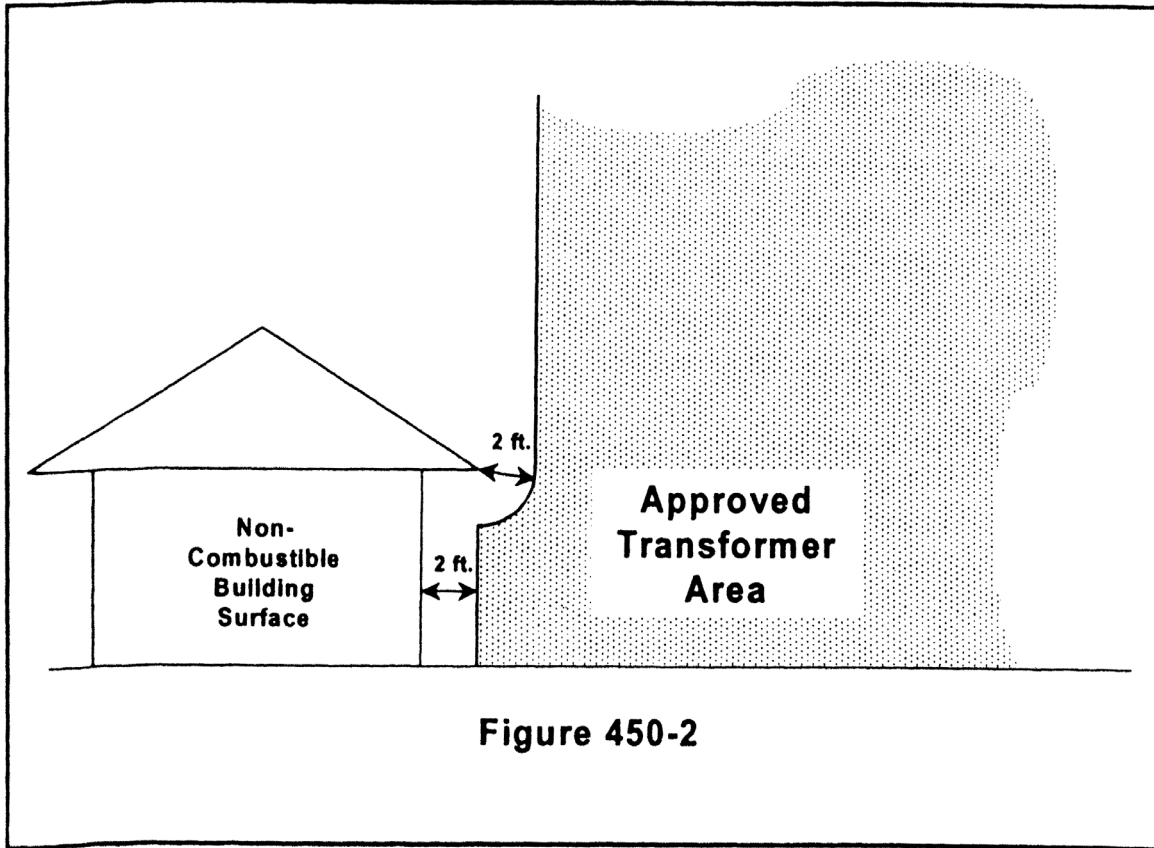 2 ft.
Approved
Transformer
Area
Non-
Combustible
Building
Surface
2 ft.
Figure 450-2